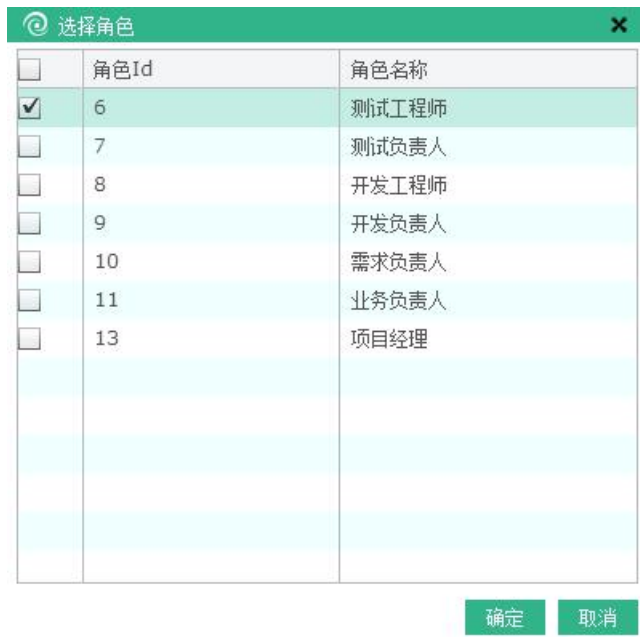 选择角色
角色Id 角色名称
6 测试工程师
7 测试负责人
8 开发工程师
9 开发负责人
10 需求负责人
11 业务负责人
13 项目经理
确定 取消